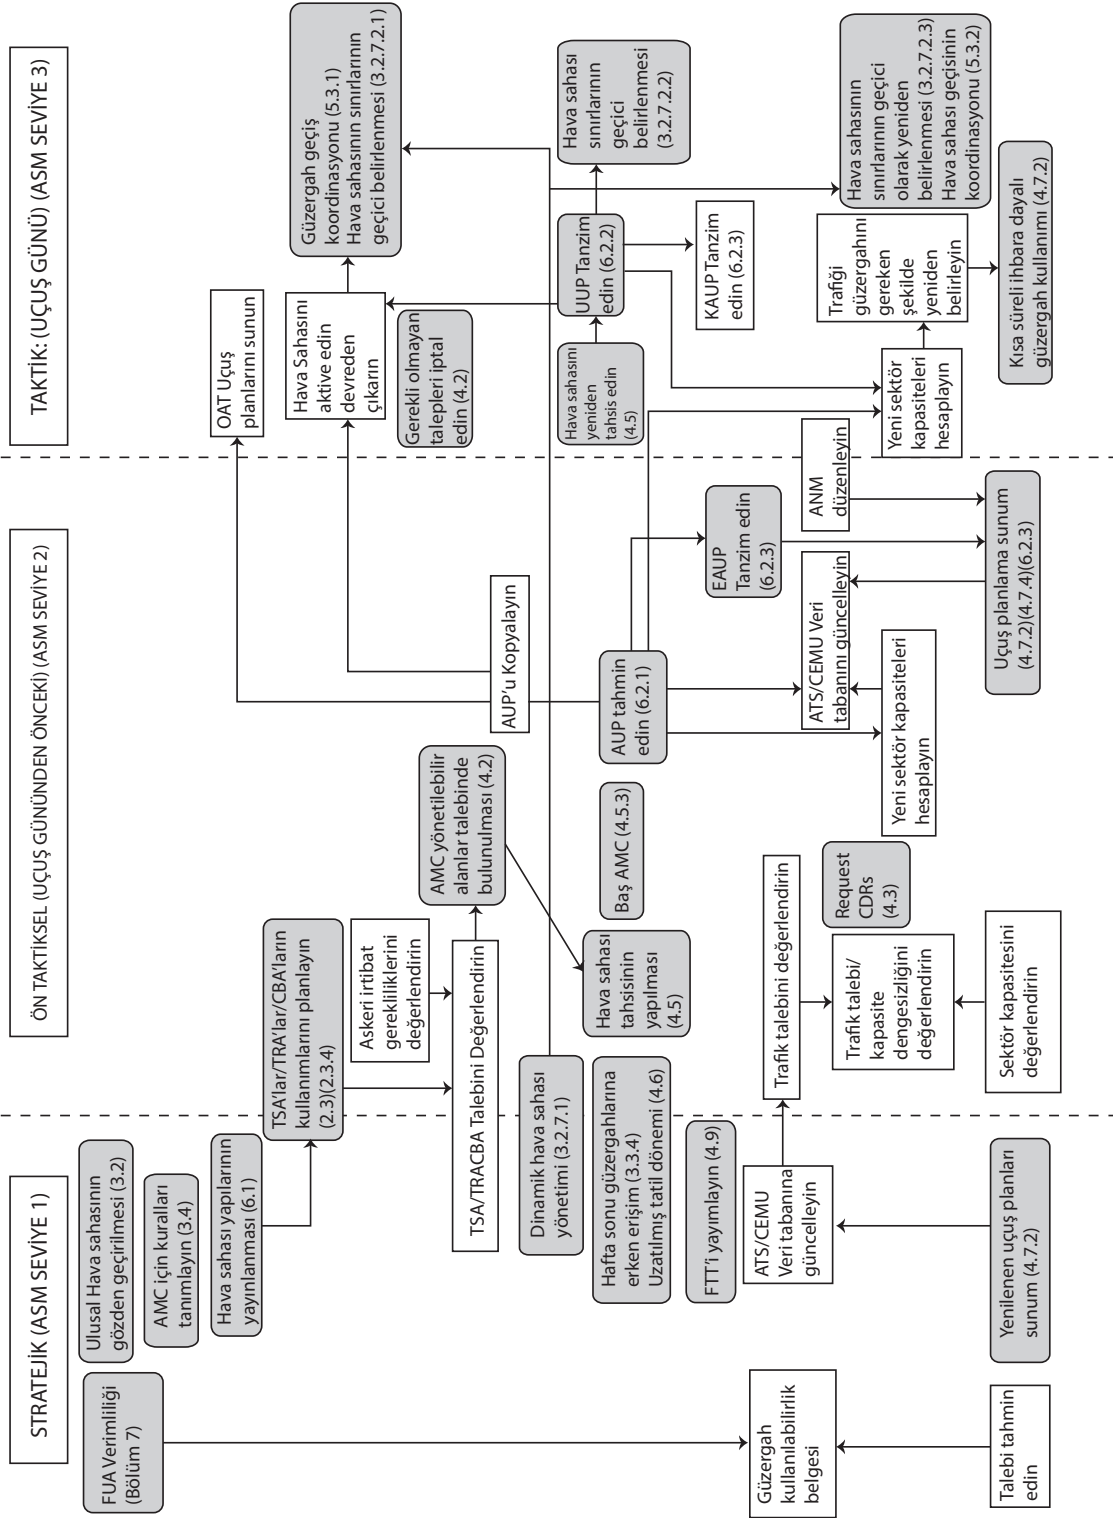 STRATEJİK (ASM SEVİYE 1)
FUA Verimliliği
(Bölüm 7)
Ulusal Hava sahasının
gözden geçirilmesi (3.2)
AMC için kuralları
tanımlayın (3.4)
Hava sahası yapılarının
yayınlanması (6.1)
Dinamik hava sahası
yönetimi (3.2.7.1)
Hafta sonu güzergahlarına
erken erişim (3.3.4)
Uzatılmış tatil dönemi (4.6)
FTT'i yayımlayın (4.9)
ATS/CEMU
Veri tabanına
güncelleyin
Güzergah
kullanılabilirlik
belgesi
Talebi tahmin
edin
Yenilenen uçuş planları
sunum (4.7.2)
ÖN TAKTİKSEL (UÇUŞ GÜNÜNDEN ÖNCEKİ) (ASM SEVİYE 2)
TSA'lar/TRA'lar/CBA'ların
kullanımlarını planlayın
(2.3)(2.3.4)
Askeri irtibat
gerekliliklerini
değerlendirin
TSA/TRACBA Talebini Değerlendirin
AMC yönetilebilir
alanlar talebinde
bulunulması (4.2)
AUP'u Kopyalayın
Hava sahası
tahsisinin
yapılması
(4.5)
Baş AMC (4.5.3)
AUP tahmin
edin (6.2.1)
EAUP
Tanzim edin
(6.2.3)
Trafik talebini değerlendirin
Request
CDRs
(4.3)
Trafik talebi/
kapasite
dengesizliğini
değerlendirin
Sektör kapasitesini
değerlendirin
ATS/CEMU Veri
tabanını güncelleyin
ANM
düzenleyin
Yeni sektör kapasiteleri
hesaplayın
Uçuş planlama sunum
(4.7.2)(4.7.4)(6.2.3)
TAKTİK: (UÇUŞ GÜNÜ) (ASM SEVİYE 3)
OAT Uçuş
planlarını sunun
Hava Sahasını
aktive edin
devreden
çıkarın
Güzergah geçiş
koordinasyonu (5.3.1)
Hava sahasının sınırlarının
geçici belirlenmesi (3.2.7.2.1)
Gerekli olmayan
talepleri iptal
edin (4.2)
Hava sahasını
yeniden
tahsis edin
(4.5)
UUP Tanzim
edin (6.2.2)
Hava sahası
sınırlarının
geçici
belirlenmesi
(3.2.7.2.2)
KAUP Tanzim
edin (6.2.3)
Yeni sektör
kapasiteleri
hesaplayın
Trafiği
güzergahını
gereken
şekilde
yeniden
belirleyin
Hava sahasının
sınırlarının geçici
olarak yeniden
belirlenmesi (3.2.7.2.3)
Hava sahası geçisinin
koordinasyonu (5.3.2)
Kısa süreli ihbara dayalı
güzergah kullanımı (4.7.2)